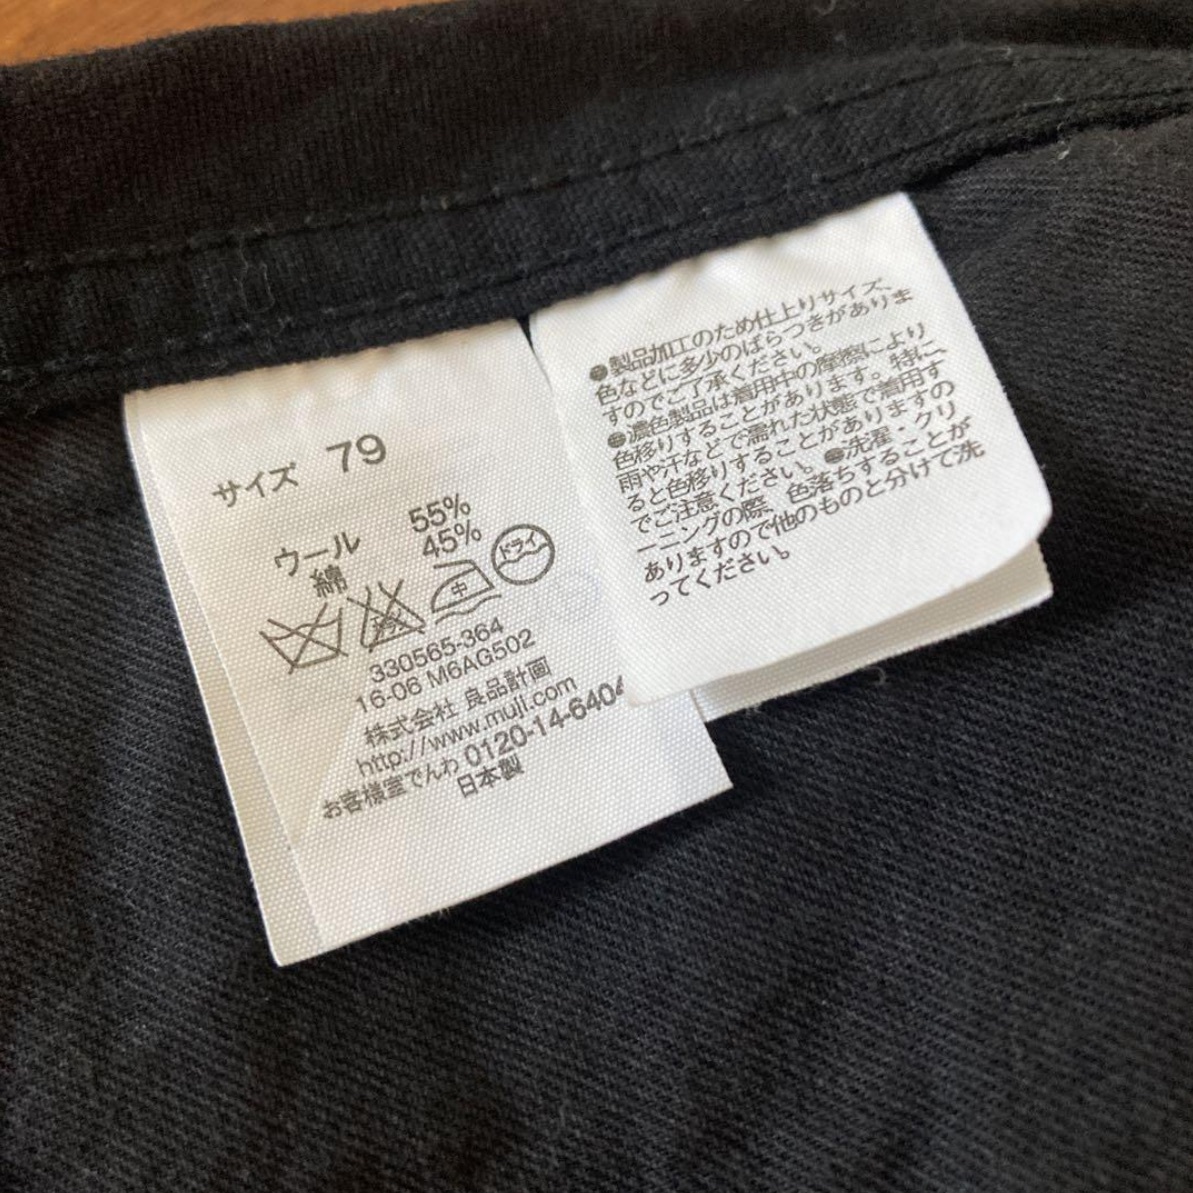 サイズ 79
ウール 55%
綿 45%
中
ドライ
330565-364
16-06 M6AG502
株式会社 良品計画
http://www.muji.com
お客様室でんわ 0120-14-6404
日本製
●製品加工のため仕上りサイズ、
色などに多少のばらつきがありま
すのでご了承ください。
●濃色製品は着用中の摩擦により
色移りすることがあります。特に、
雨や汗などで濡れた状態で着用す
ると色移りすることがありますの
でご注意ください。●洗濯・クリ
ーニングの際、色落ちすることが
ありますので他のものと分けて洗
ってください。